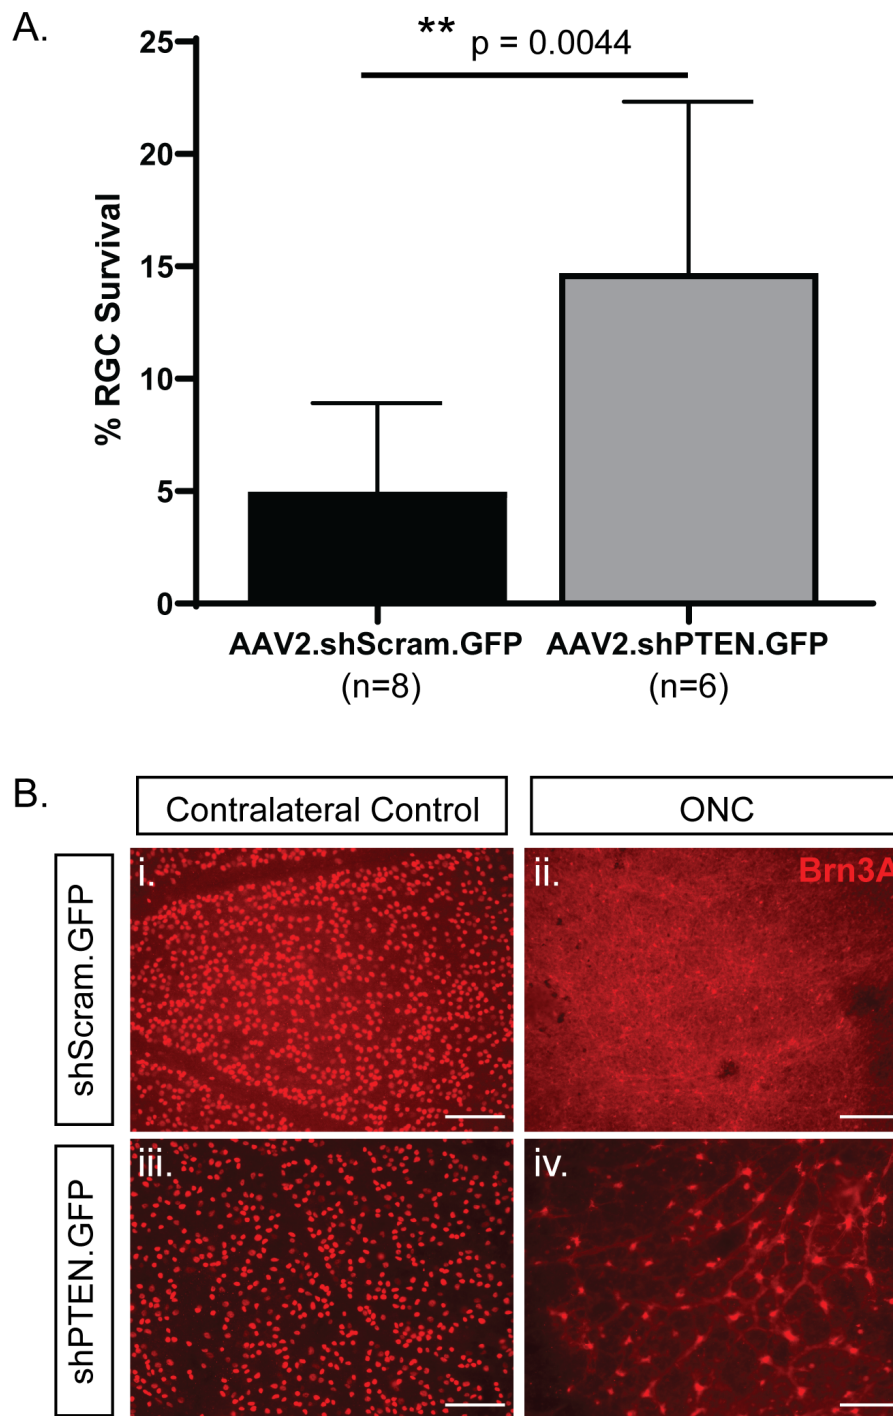 A.
** p = 0.0044
25
20
15
10
5
0
% RGC Survival
AAV2.shScram.GFP AAV2.shPTEN.GFP
(n=8) (n=6)
B.
Contralateral Control ONC
shScram.GFP
i. ii. Brn3A
shPTEN.GFP
iii. iv.